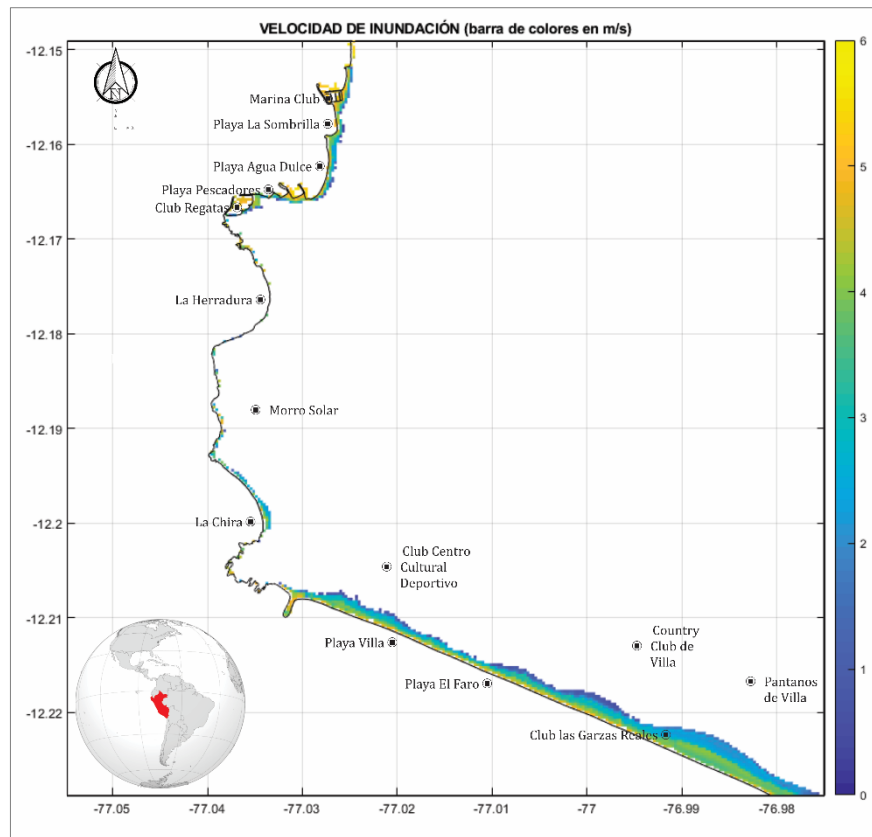 VELOCIDAD DE INUNDACIÓN (barra de colores en m/s)
-12.15
-12.16
-12.17
-12.18
-12.19
-12.2
-12.21
-12.22
N
Marina Club
Playa La Sombrilla
Playa Agua Dulce
Playa Pescadores
Club Regatas
La Herradura
Morro Solar
La Chira
Club Centro
Cultural
Deportivo
Playa Villa
Country
Club de
Villa
Playa El Faro
Pantanos
de Villa
Club las Garzas Reales
-77.05
-77.04
-77.03
-77.02
-77.01
-77
-76.99
-76.98
6
5
4
3
2
1
0